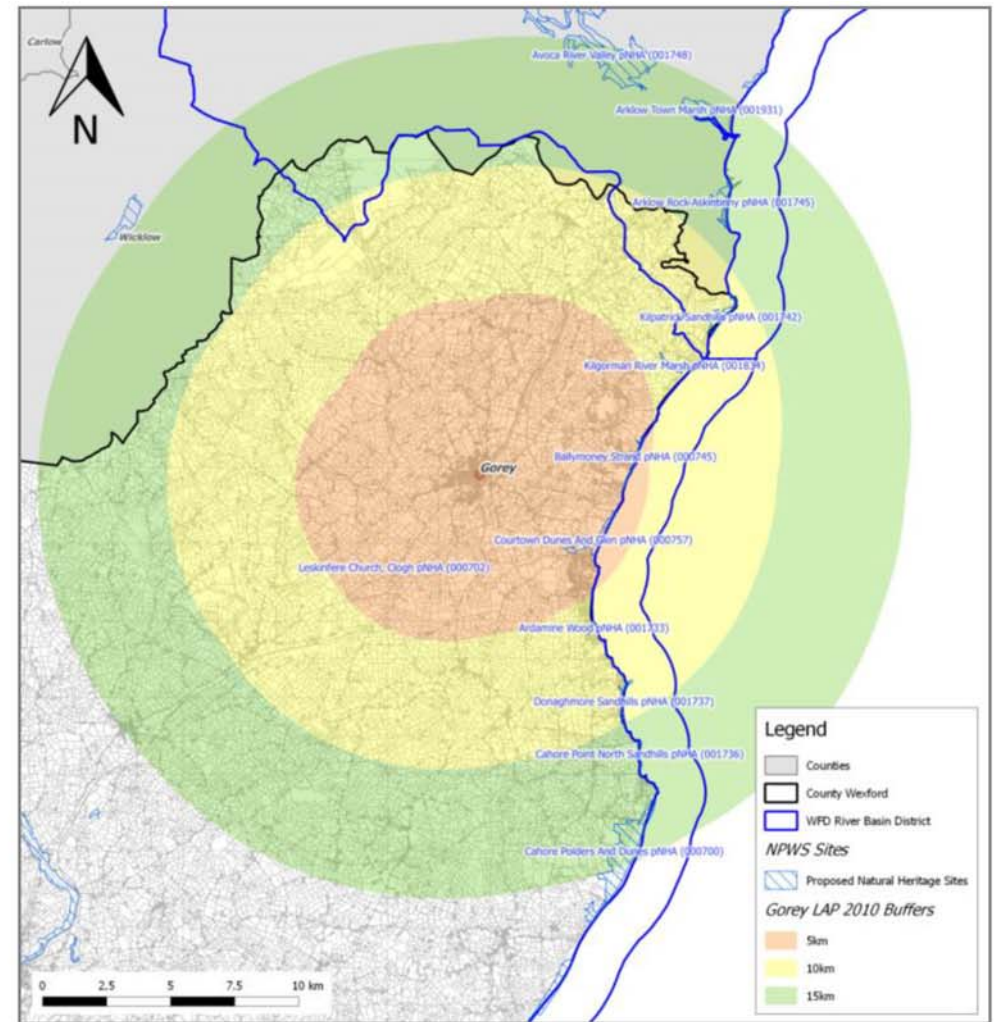 Carlow
N
Avoca River Valley pNHA (001748)
Arklow Town Marsh pNHA (001931)
Arklow Rock-Askintinny pNHA (001745)
Wicklow
Kilpatrick Sandhills pNHA (001742)
Kilgorman River Marsh pNHA (001834)
Ballymoney Strand pNHA (000745)
Gorey
Courtown Dunes And Glen pNHA (000757)
Leskinfere Church, Clogh pNHA (000702)
Ardamine Wood pNHA (001733)
Donaghmore Sandhills pNHA (001737)
Cahore Point North Sandhills pNHA (001736)
Cahore Polders And Dunes pNHA (000700)
Legend
Counties
County Wexford
WFD River Basin District
NPWS Sites
Proposed Natural Heritage Sites
Gorey LAP 2010 Buffers
5km
10km
15km
0 2.5 5 7.5 10 km